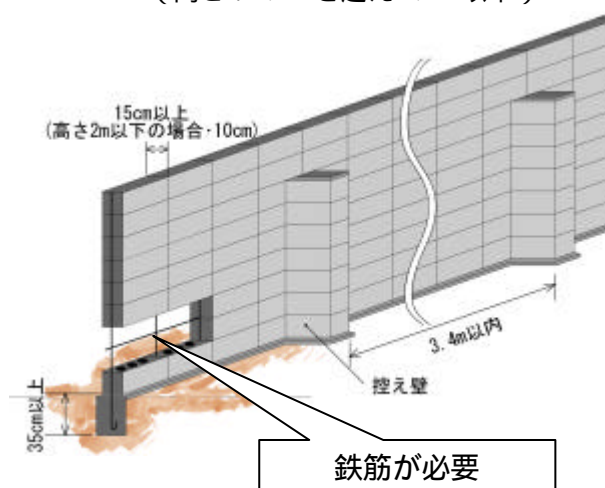 15cm以上
(高さ2m以下の場合・10cm)
3.4m以内
控え壁
35cm以上
鉄筋が必要